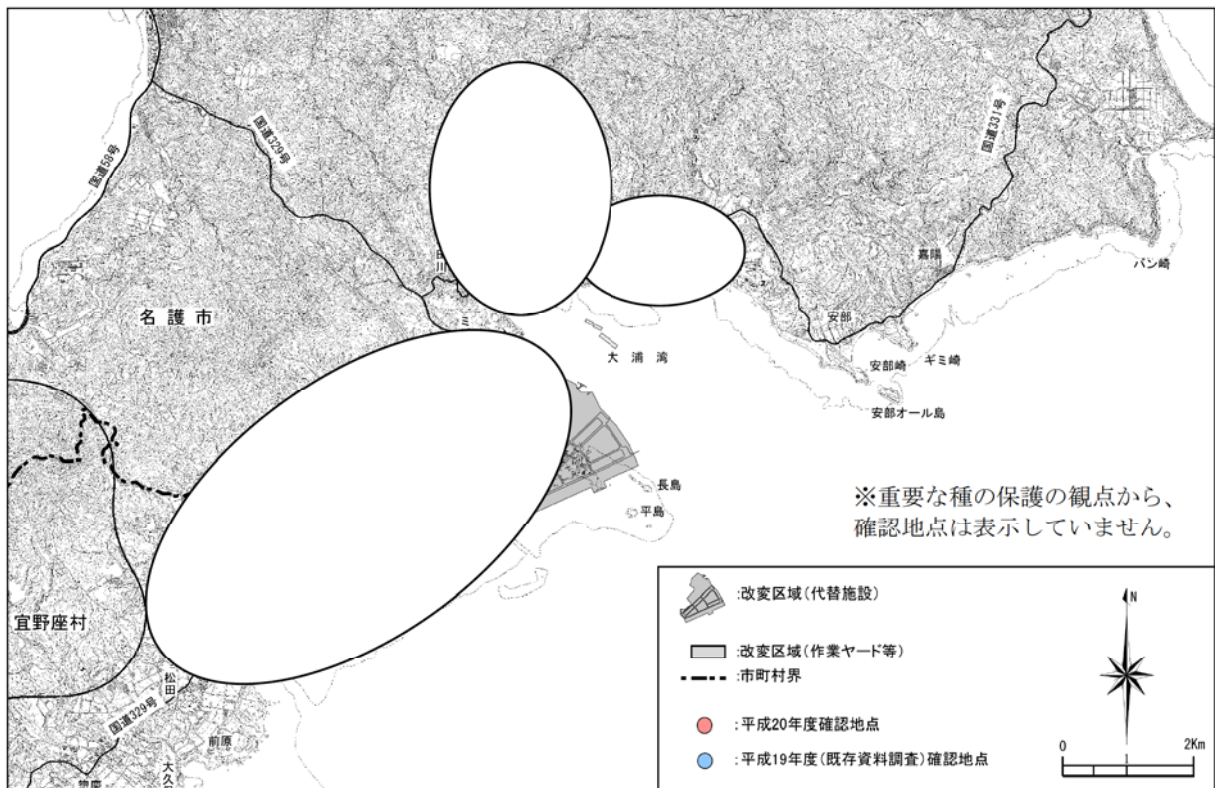 国道58号
国道329号
国道331号
名護市
嘉陽
バン崎
安部
大浦湾
安部崎
ギミ崎
安部オール島
長島
平島
※重要な種の保護の観点から、
確認地点は表示していません。
宜野座村
松田
国道329号
前原
:改変区域(代替施設)
:改変区域(作業ヤード等)
:市町村界
:平成20年度確認地点
:平成19年度(既存資料調査)確認地点
N
0 1 2Km